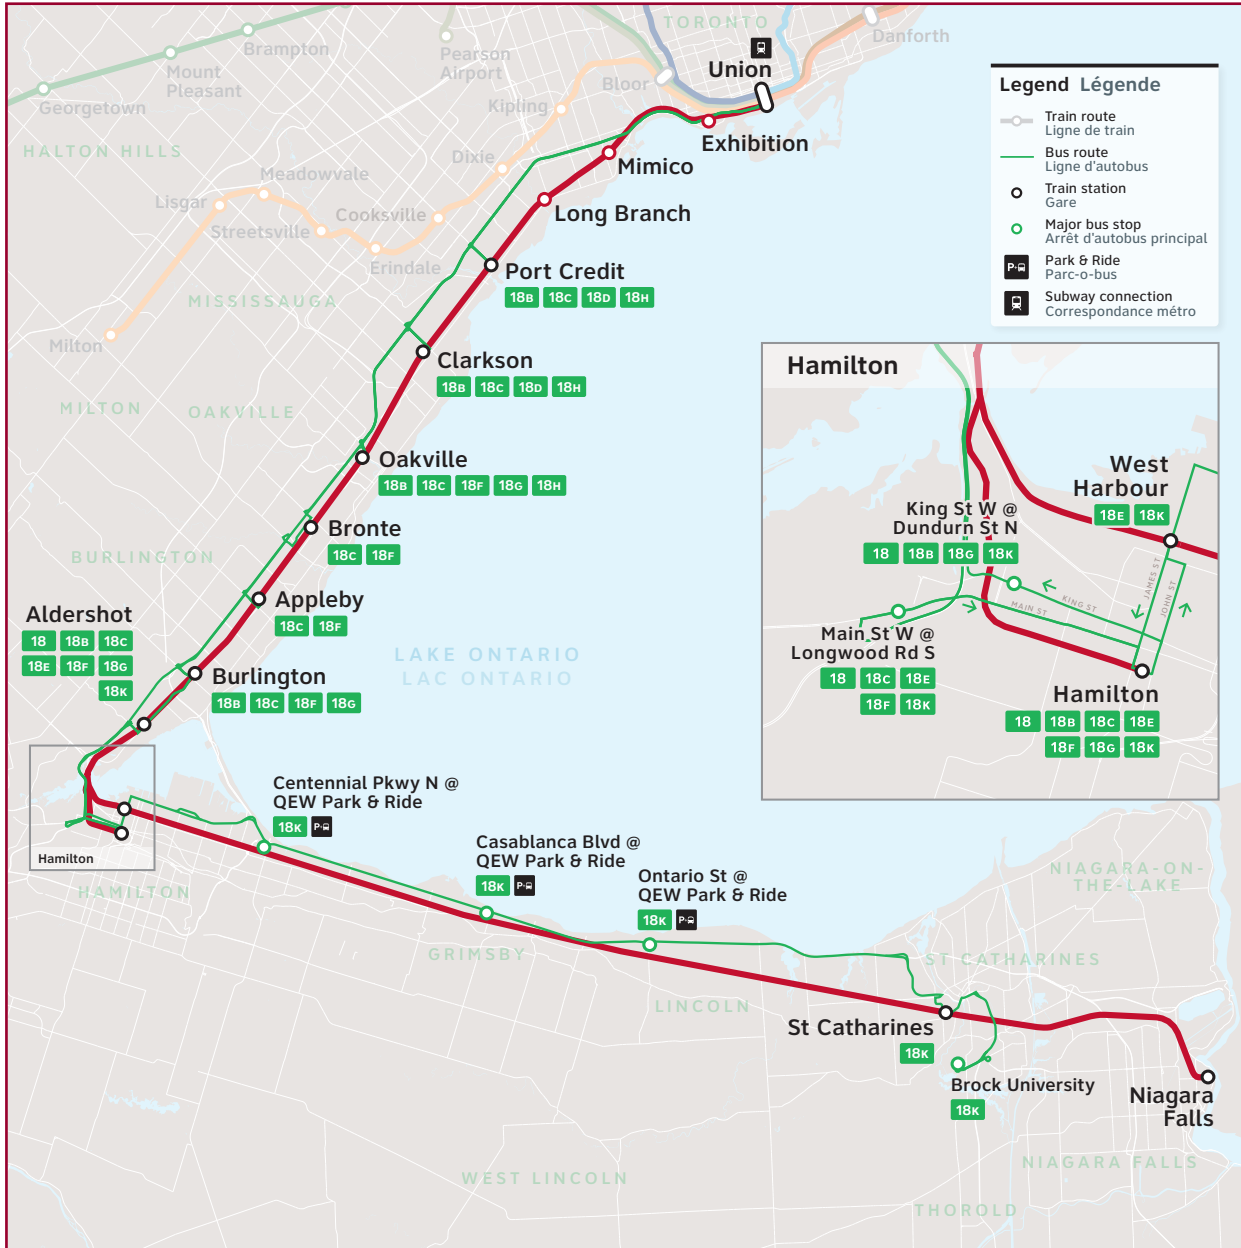 TORONTO
Danforth
Brampton
Pearson
Airport
Mount
Pleasant
Georgetown
Union
Bloor
Kipling
HALTON HILLS
Exhibition
Dixie
Mimico
Meadowvale
Lisgar
Cooksville
Streetsville
Long Branch
Erindale
Port Credit
18B 18C 18D 18H
MISSISSAUGA
Milton
Clarkson
18B 18C 18D 18H
MILTON
OAKVILLE
Oakville
18B 18C 18F 18G 18H
Bronte
18C 18F
BURLINGTON
Appleby
18C 18F
Aldershot
18 18B 18C
18E 18F 18G
18K
LAKE ONTARIO
LAC ONTARIO
Burlington
18B 18C 18F 18G
Legend Légende
Train route
Ligne de train
Bus route
Ligne d'autobus
Train station
Gare
Major bus stop
Arrêt d'autobus principal
P Park & Ride
Parc-o-bus
Subway connection
Correspondance métro
Hamilton
West
Harbour
18E 18K
King St W @
Dundurn St N
18 18B 18G 18K
JAMES ST
JOHN ST
KING ST
MAIN ST
Main St W @
Longwood Rd S
18 18C 18E
18F 18K
Hamilton
18 18B 18C 18E
18F 18G 18K
Centennial Pkwy N @
QEW Park & Ride
18K P
Hamilton
HAMILTON
Casablanca Blvd @
QEW Park & Ride
18K P
Ontario St @
QEW Park & Ride
18K P
NIAGARA-ON-
THE-LAKE
GRIMSBY
ST CATHARINES
LINCOLN
St Catharines
18K
Brock University
18K
Niagara
Falls
NIAGARA FALLS
WEST LINCOLN
THOROLD